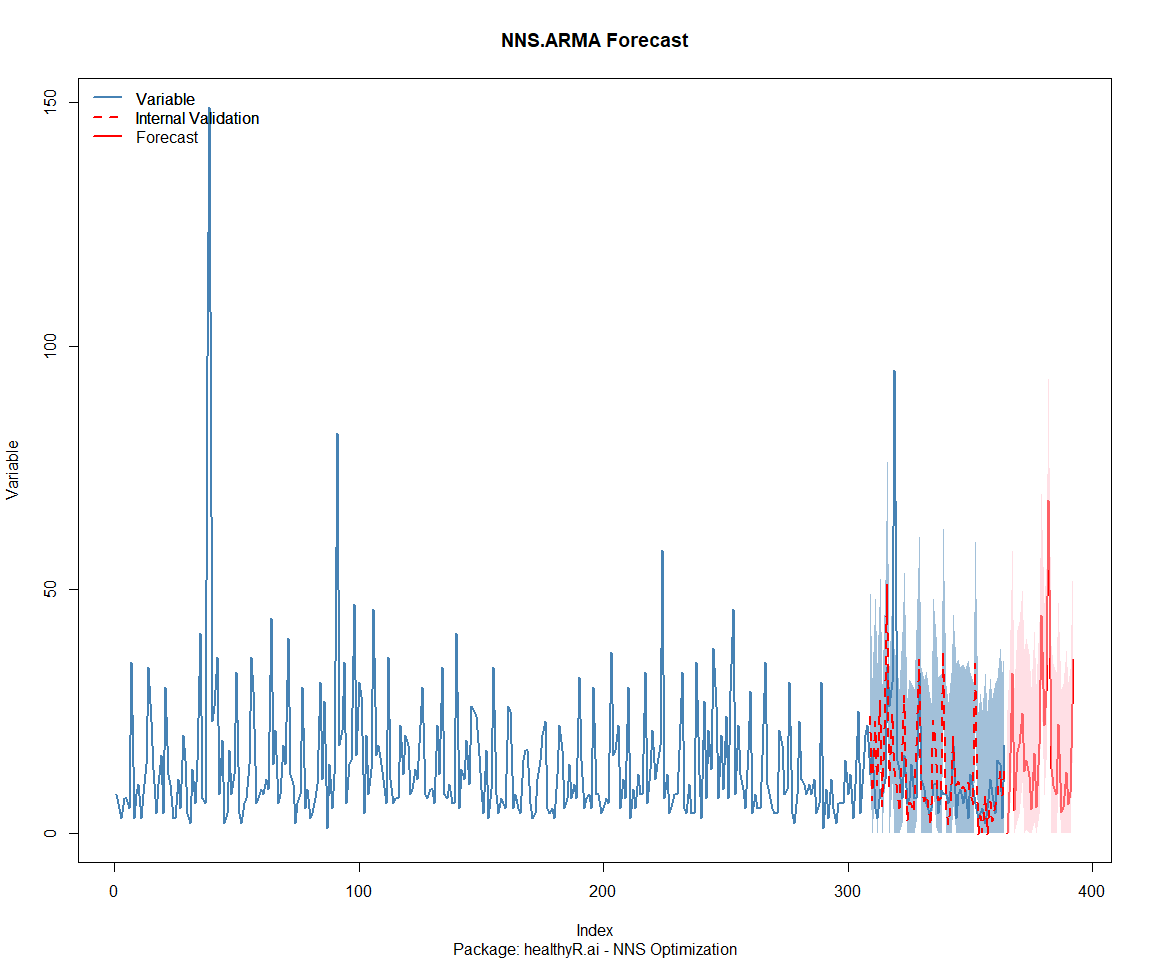 NNS.ARMA Forecast
Variable
Internal Validation
Forecast
150
100
50
0
Variable
0
100
200
300
400
Index
Package: healthyR.ai - NNS Optimization